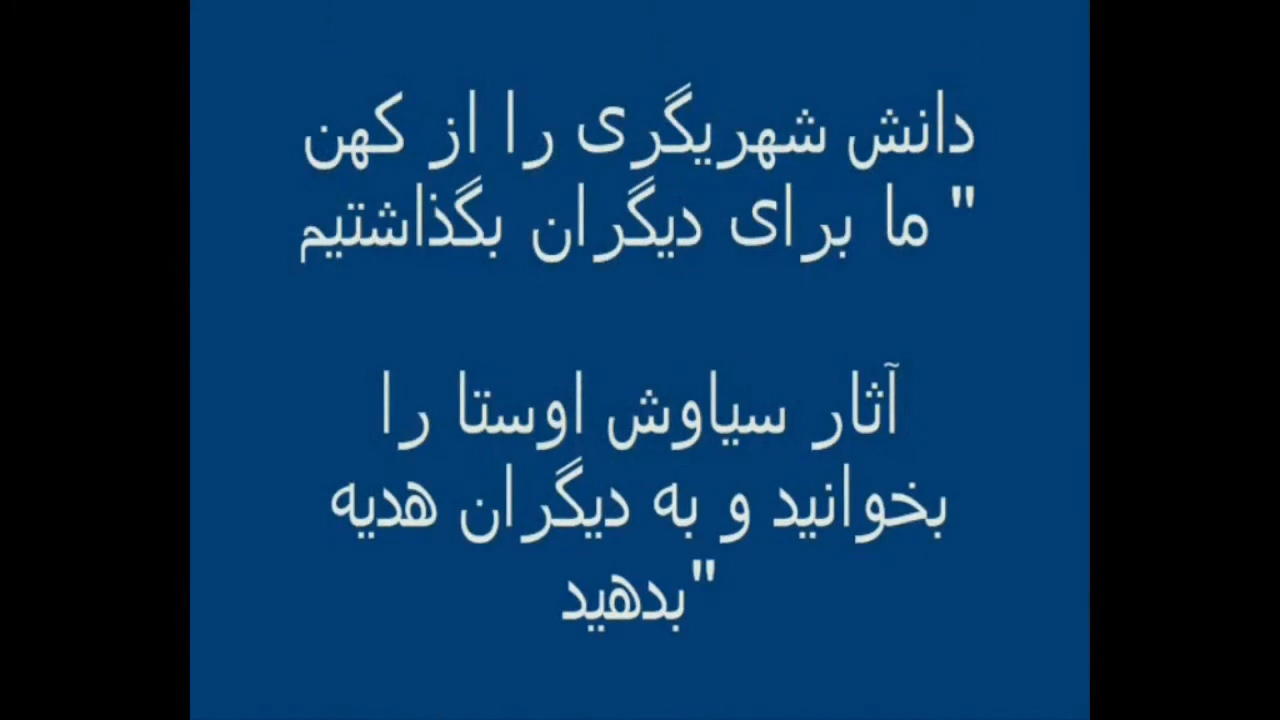 دانش شهریگری را از کهن
" ما برای دیگران بگذاشتیم
آثار سیاوش اوستا را
بخوانید و به دیگران هدیه
"بدهید